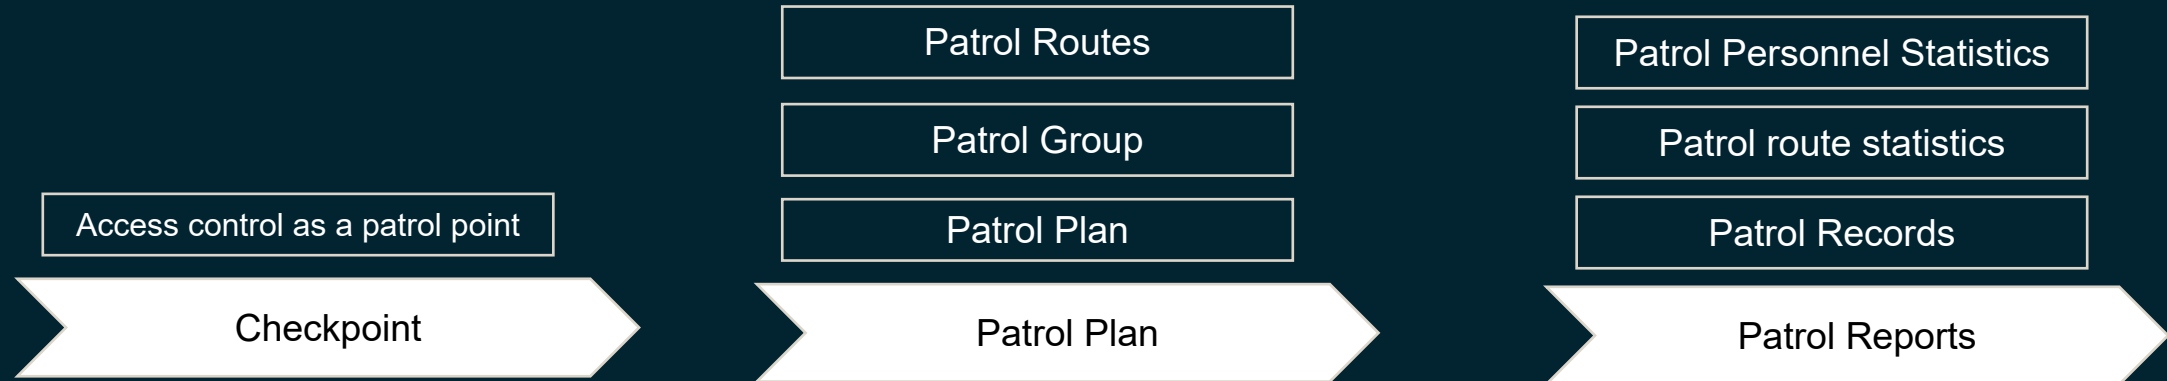 Access control as a patrol point
Checkpoint
Patrol Routes
Patrol Group
Patrol Plan
Patrol Plan
Patrol Personnel Statistics
Patrol route statistics
Patrol Records
Patrol Reports